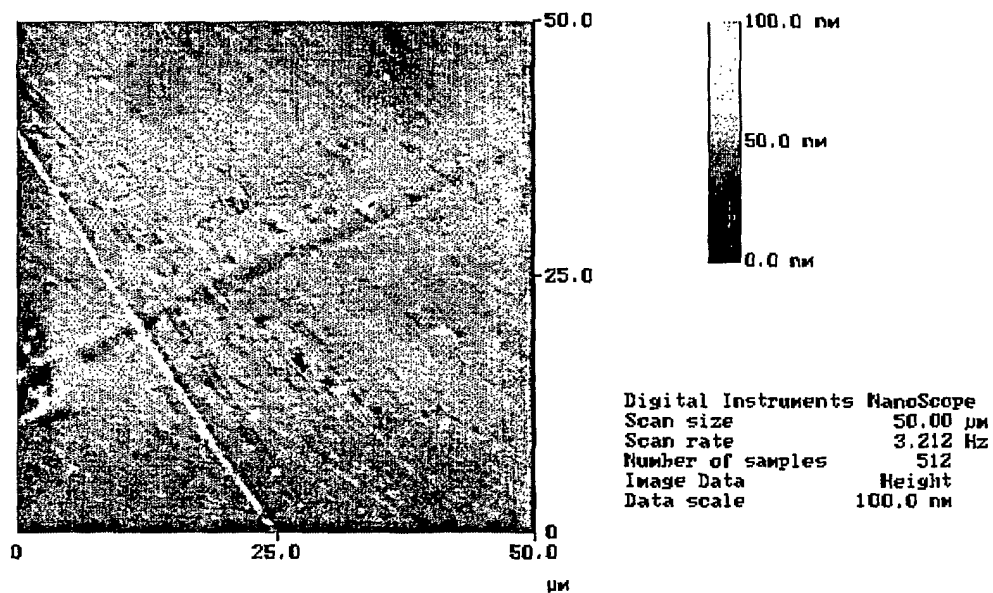 50.0
25.0
0
0
25.0
50.0
µM
100.0 nM
50.0 nM
0.0 nM
Digital Instruments NanoScope
Scan size 50.00 µM
Scan rate 3.212 Hz
Number of samples 512
Image Data Height
Data scale 100.0 nM